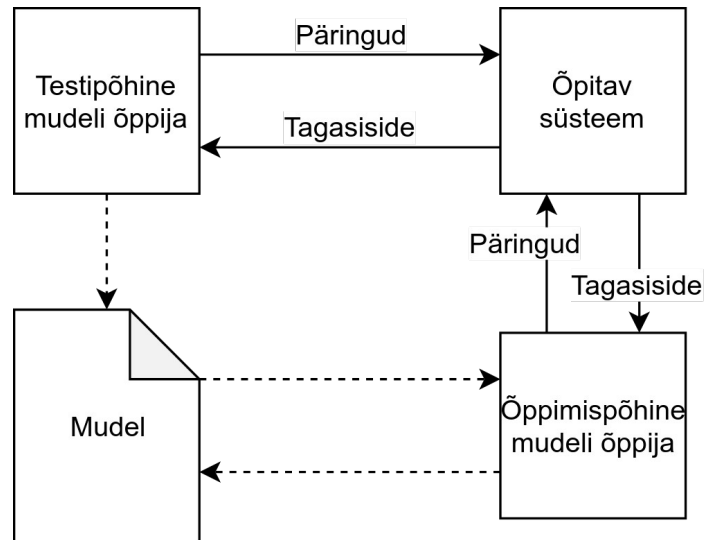 Päringud
Testipõhine
mudeli õppija
Õpitav
süsteem
Tagasiside
Päringud
Tagasiside
Mudel
Õppimispõhine
mudeli õppija